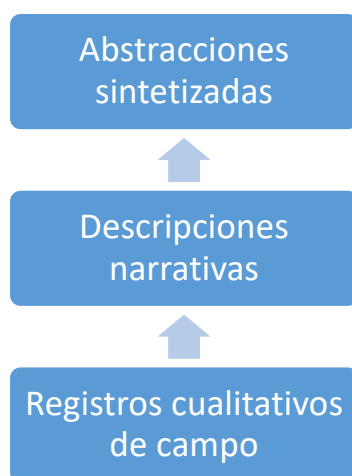 Abstracciones
sintetizadas
Descripciones
narrativas
Registros cualitativos
de campo